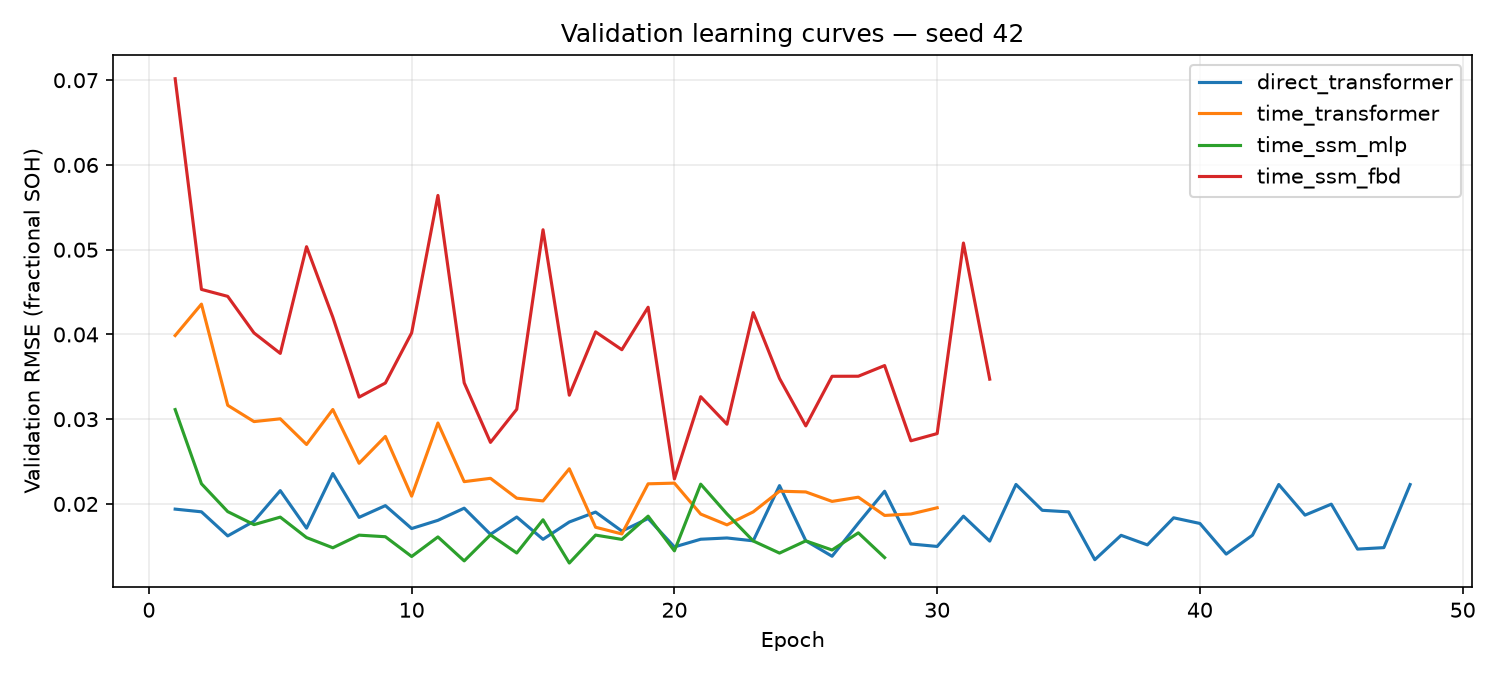 Validation learning curves — seed 42
direct_transformer
time_transformer
time_ssm_mlp
time_ssm_fbd
Validation RMSE (fractional SOH)
0.07
0.06
0.05
0.04
0.03
0.02
0 10 20 30 40 50
Epoch